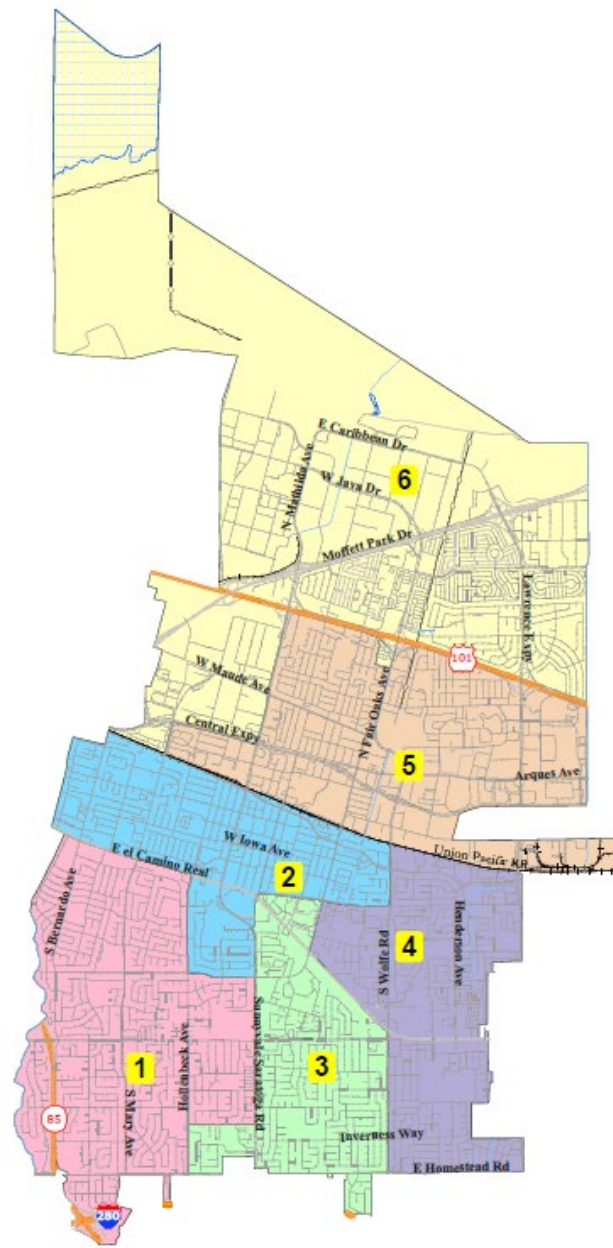 E Caribbean Dr
6
N Mathilda Ave
W Java Dr
Moffett Park Dr
Lawrence Expy
101
W Maude Ave
N Fair Oaks Ave
Central Expy
5
Arques Ave
Union Pacific RR
W Iowa Ave
E el Camino Real
2
S Bernardo Ave
Henderson Ave
4
S Wolfe Rd
Hollenbeck Ave
Sunnyvale Saratoga Rd
1
3
S Mary Ave
85
Inverness Way
E Homestead Rd
280